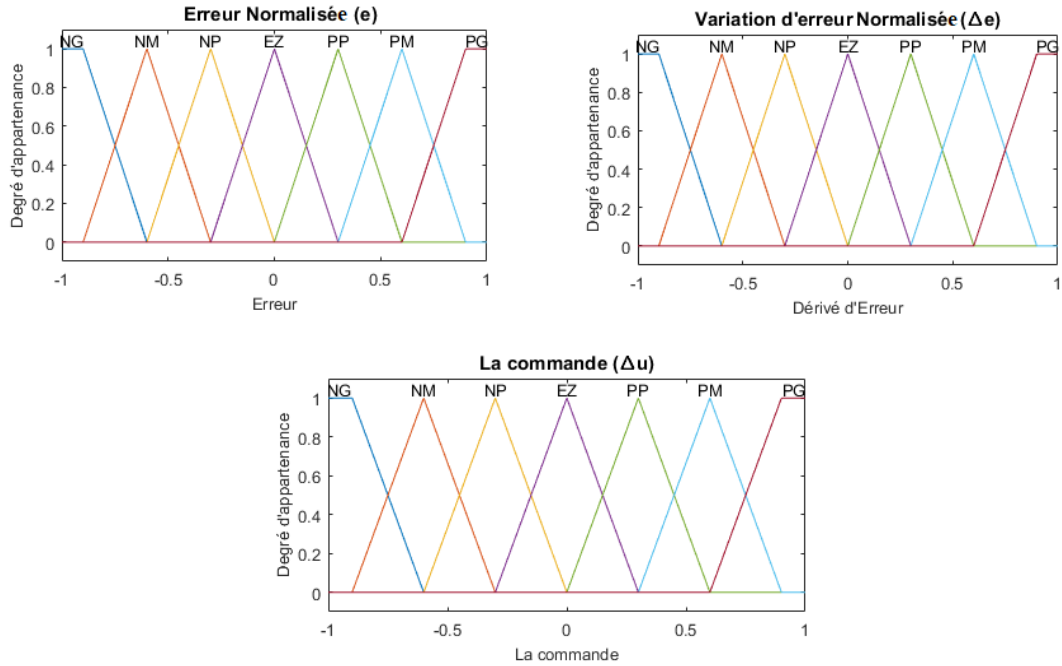 Erreur Normalisée (e)
NG NM NP EZ PP PM PG
1
0.8
0.6
0.4
0.2
0
Degré d'appartenance
-1 -0.5 0 0.5 1
Erreur
Variation d'erreur Normalisée (Δe)
NG NM NP EZ PP PM PG
1
0.8
0.6
0.4
0.2
0
Degré d'appartenance
-1 -0.5 0 0.5 1
Dérivé d'Erreur
La commande (Δu)
NG NM NP EZ PP PM PG
1
0.8
0.6
0.4
0.2
0
Degré d'appartenance
-1 -0.5 0 0.5 1
La commande